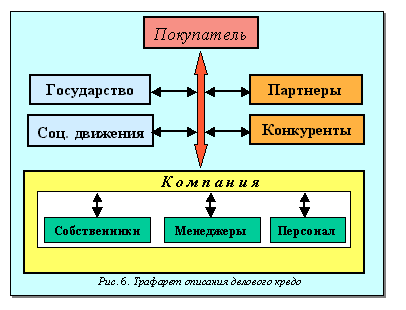 Покупатель
Государство
Партнеры
Соц. движения
Конкуренты
Компания
Собственники
Менеджеры
Персонал
Рис. 6. Трафарет описания делового кредо